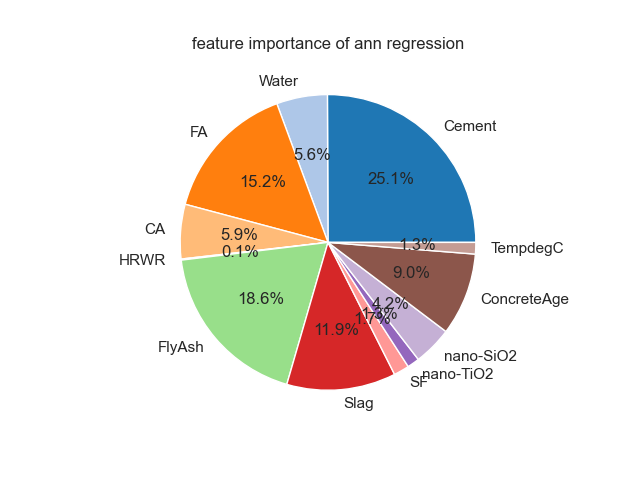 feature importance of ann regression
Water
Cement
FA
5.6%
25.1%
15.2%
CA
5.9%
1.3%
TempdegC
HRWR
0.1%
9.0%
18.6%
ConcreteAge
4.2%
1.3%
1.7%
11.9%
FlyAsh
nano-SiO2
nano-TiO2
SF
Slag